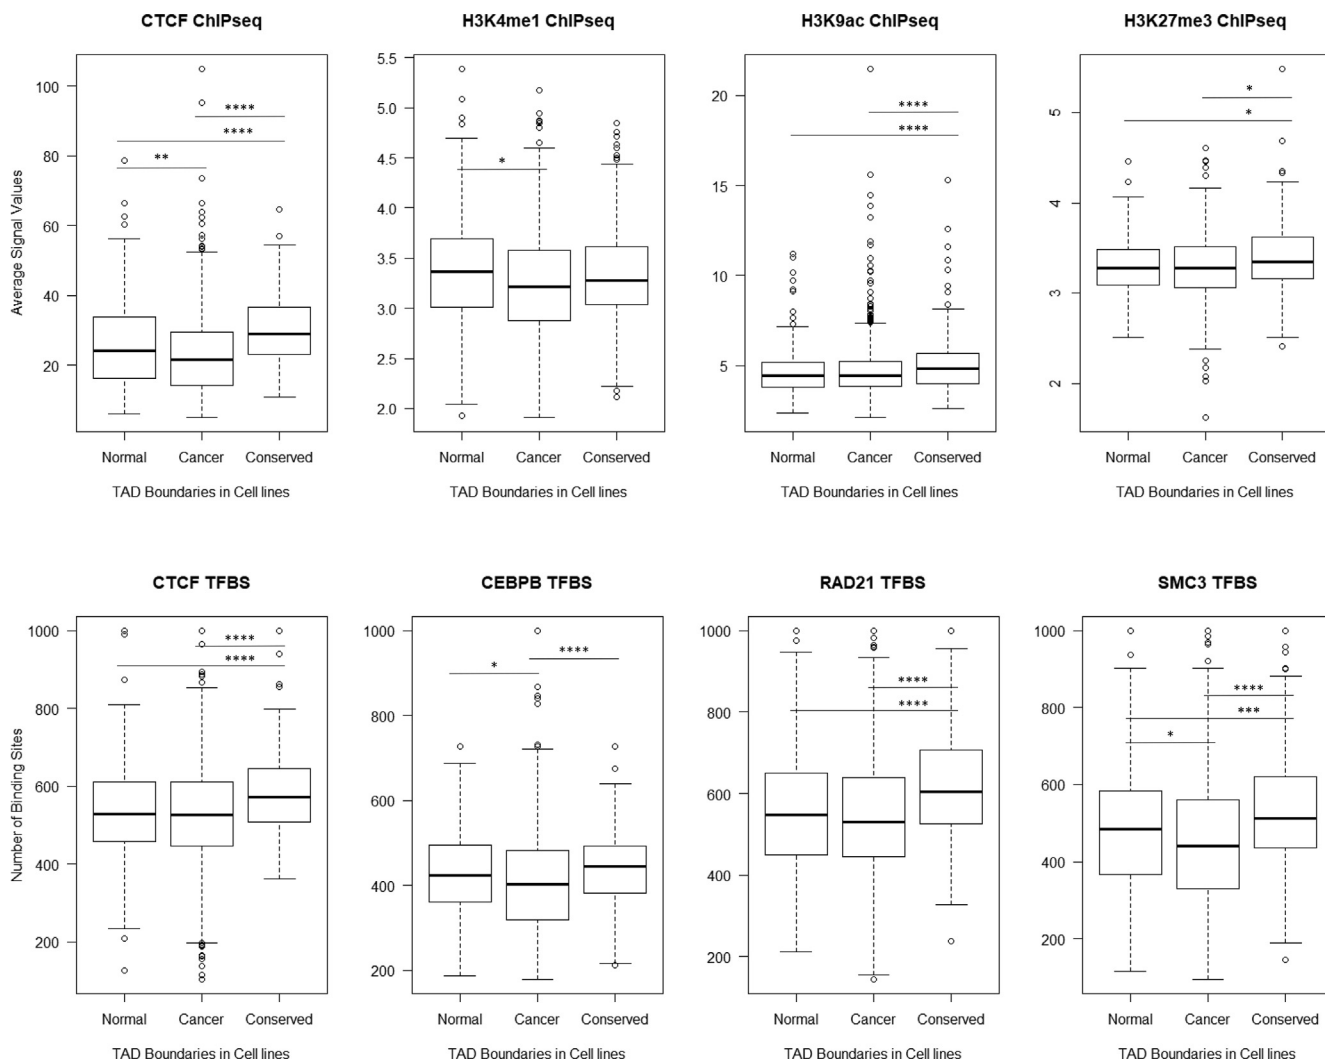 CTCF ChIPseq
H3K4me1 ChIPseq
H3K9ac ChIPseq
H3K27me3 ChIPseq
Average Signal Values
100
80
60
40
20
5.5
5.0
4.5
4.0
3.5
3.0
2.5
2.0
20
15
10
5
5
4
3
2
****
****
**
*
****
****
*
*
Normal Cancer Conserved
Normal Cancer Conserved
Normal Cancer Conserved
Normal Cancer Conserved
TAD Boundaries in Cell lines
TAD Boundaries in Cell lines
TAD Boundaries in Cell lines
TAD Boundaries in Cell lines
CTCF TFBS
CEBPB TFBS
RAD21 TFBS
SMC3 TFBS
Number of Binding Sites
1000
800
600
400
200
1000
800
600
400
200
1000
800
600
400
200
1000
800
600
400
200
****
****
*
****
****
****
****
***
*
Normal Cancer Conserved
Normal Cancer Conserved
Normal Cancer Conserved
Normal Cancer Conserved
TAD Boundaries in Cell lines
TAD Boundaries in Cell lines
TAD Boundaries in Cell lines
TAD Boundaries in Cell lines